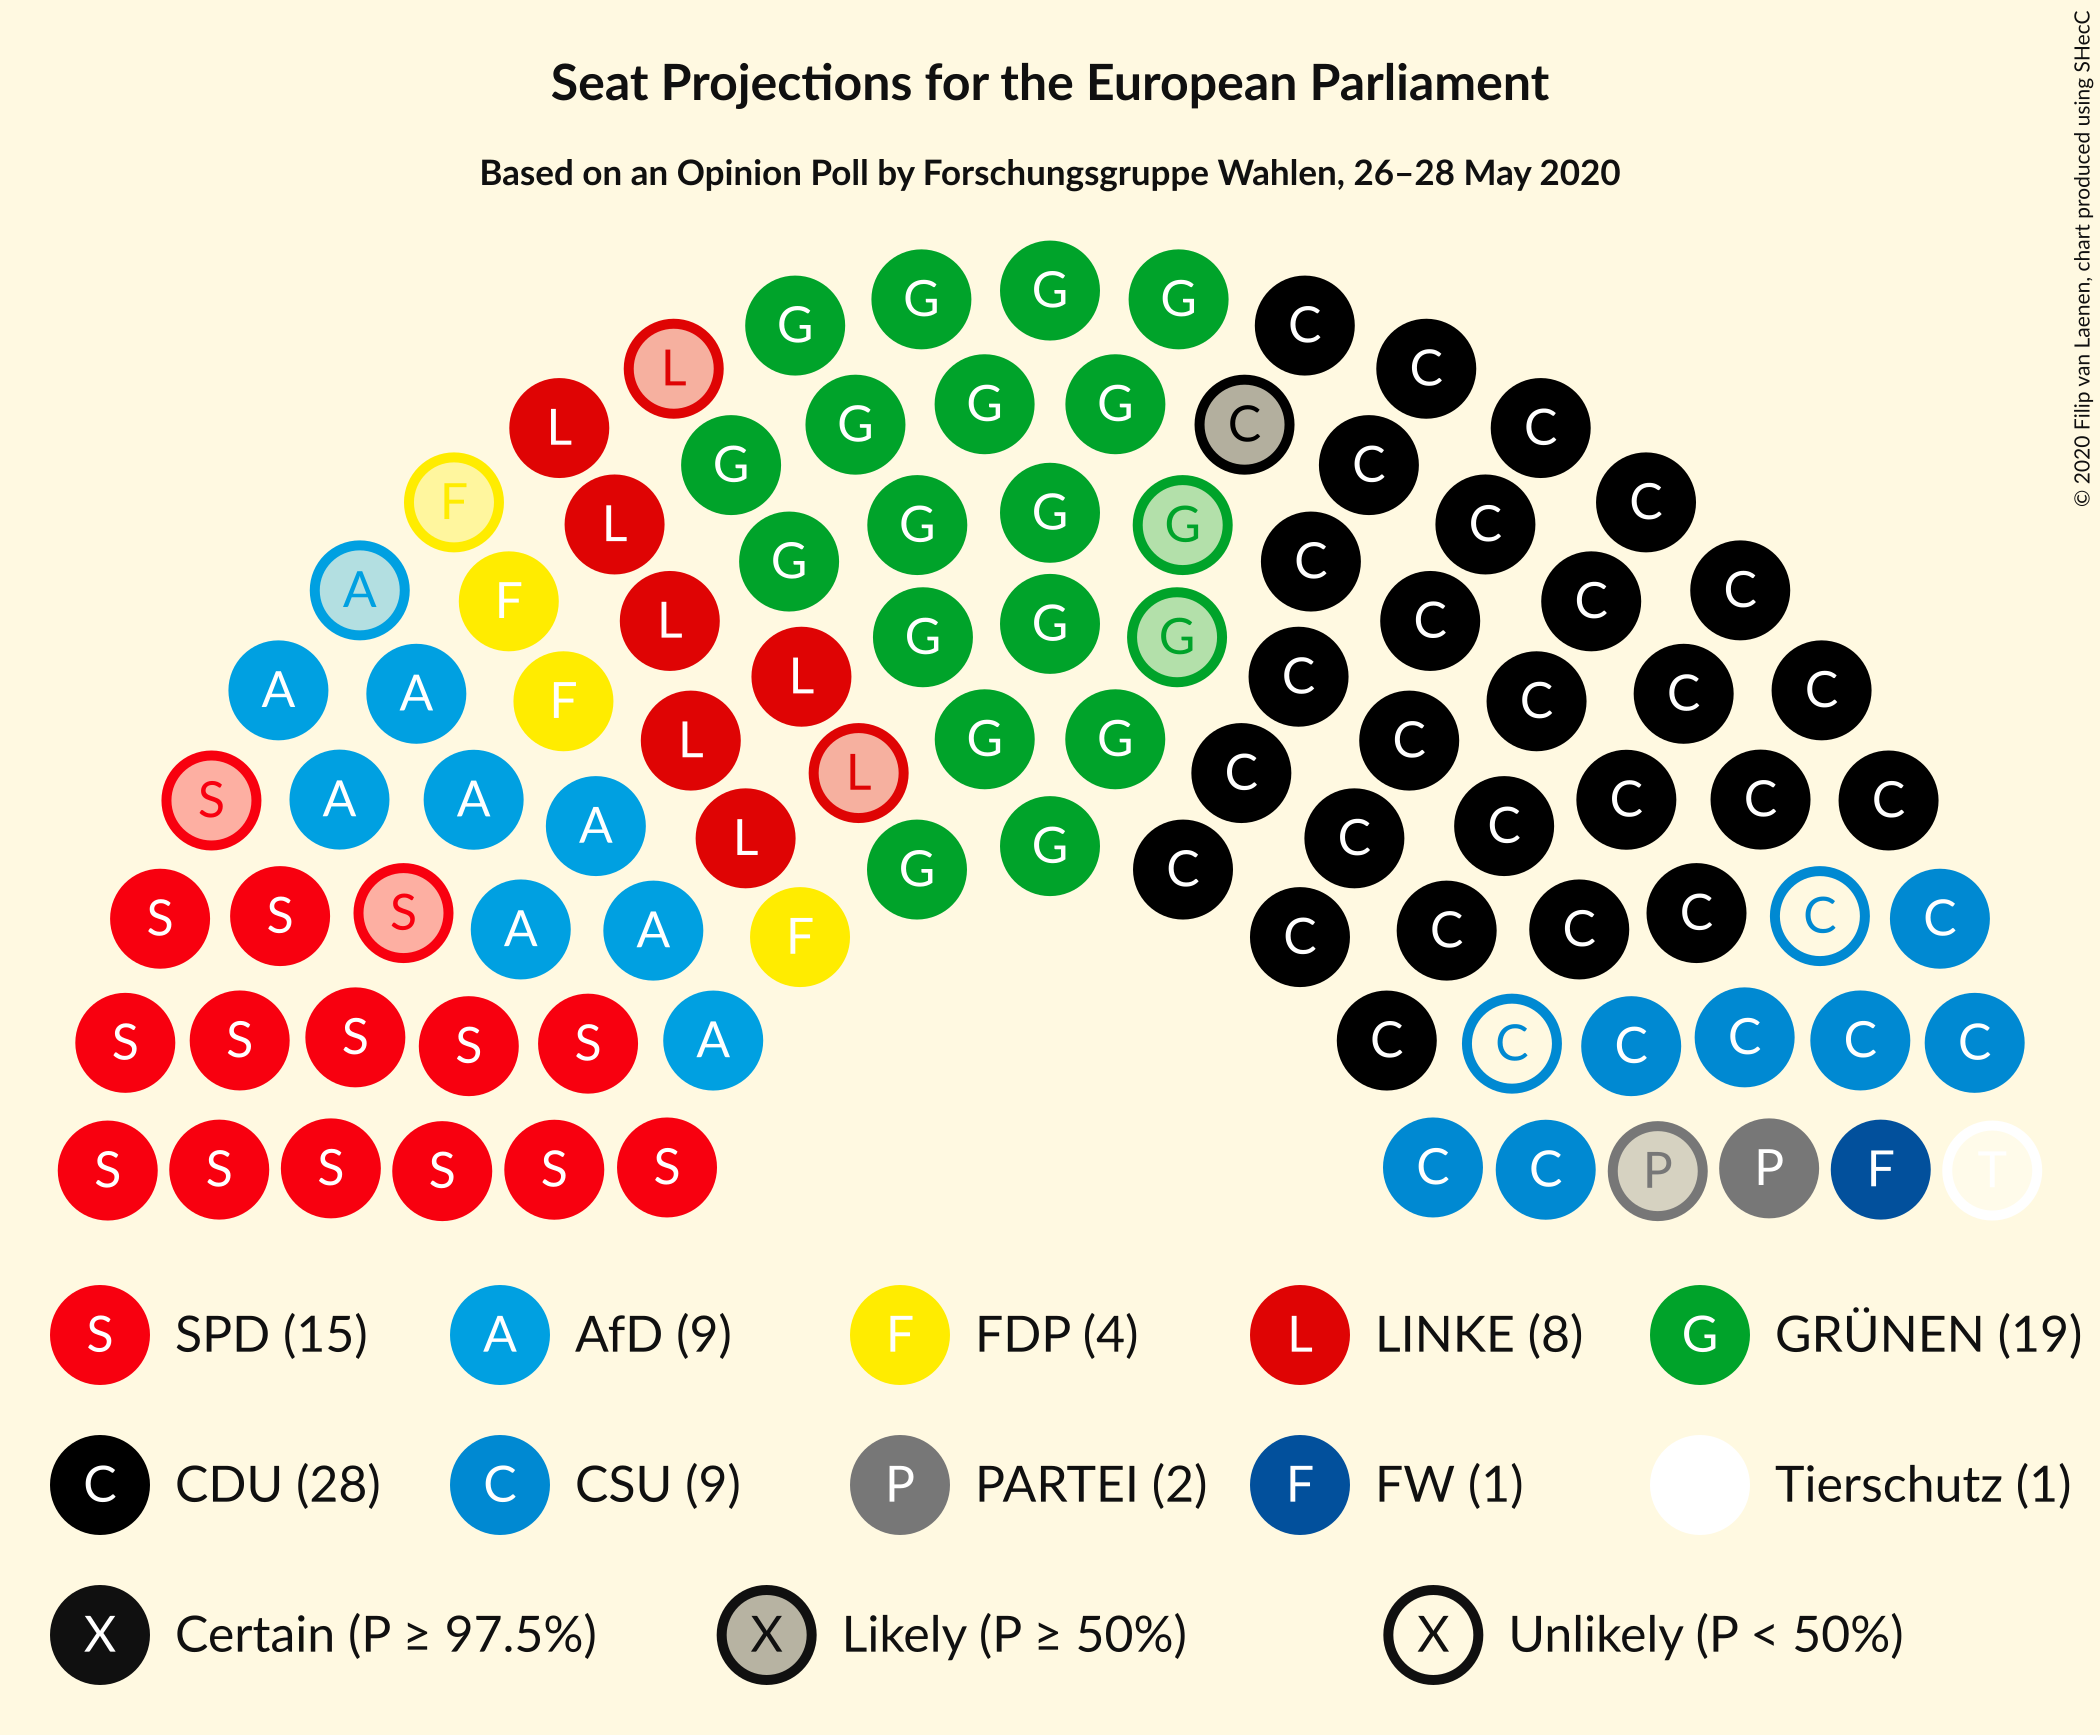 Seat Projections for the European Parliament
Based on an Opinion Poll by Forschungsgruppe Wahlen, 26–28 May 2020
© 2020 Filip van Laenen, chart produced using SHecC
G G G G G C
L C
L G G G G C C C
F L G G G C C C
A F L G G G G C C C C
A A F L L C C C C C
S A A A L L G G C C C C C C
S S S A A F L G G C C C C C C C C
S S S S S A C C C C C C
S S S S S S C C P P F T
S SPD (15) A AfD (9) F FDP (4) L LINKE (8) G GRÜNEN (19)
C CDU (28) C CSU (9) P PARTEI (2) F FW (1) Tierschutz (1)
X Certain (P ≥ 97.5%) X Likely (P ≥ 50%) X Unlikely (P < 50%)